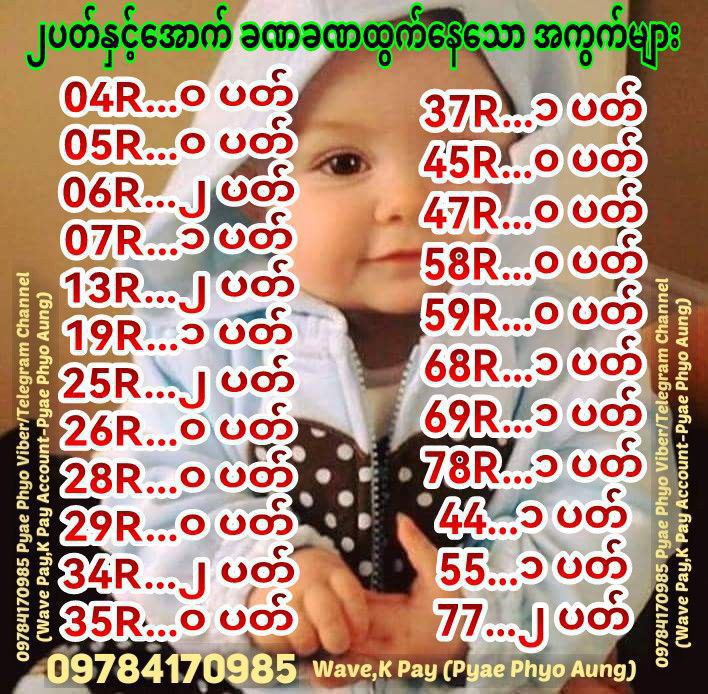 ၂ပတ်နှင့်အောက် ခဏခဏထွက်နေသော အကွက်များ
04R...၀ ပတ်
05R...၀ ပတ်
06R...၂ ပတ်
07R...၁ ပတ်
13R...၂ ပတ်
19R...၁ ပတ်
25R...၂ ပတ်
26R...၀ ပတ်
28R...၀ ပတ်
29R...၀ ပတ်
34R...၂ ပတ်
35R...၀ ပတ်
37R...၁ ပတ်
45R...၀ ပတ်
47R...၀ ပတ်
58R...၀ ပတ်
59R...၀ ပတ်
68R...၁ ပတ်
69R...၁ ပတ်
78R...၁ ပတ်
44...၁ ပတ်
55...၁ ပတ်
77...၂ ပတ်
09784170985 Pyae Phyo Viber/Telegram Channel
(Wave Pay,K Pay Account-Pyae Phyo Aung)
09784170985 Pyae Phyo Viber/Telegram Channel
(Wave Pay,K Pay Account-Pyae Phyo Aung)
09784170985 Wave,K Pay (Pyae Phyo Aung)